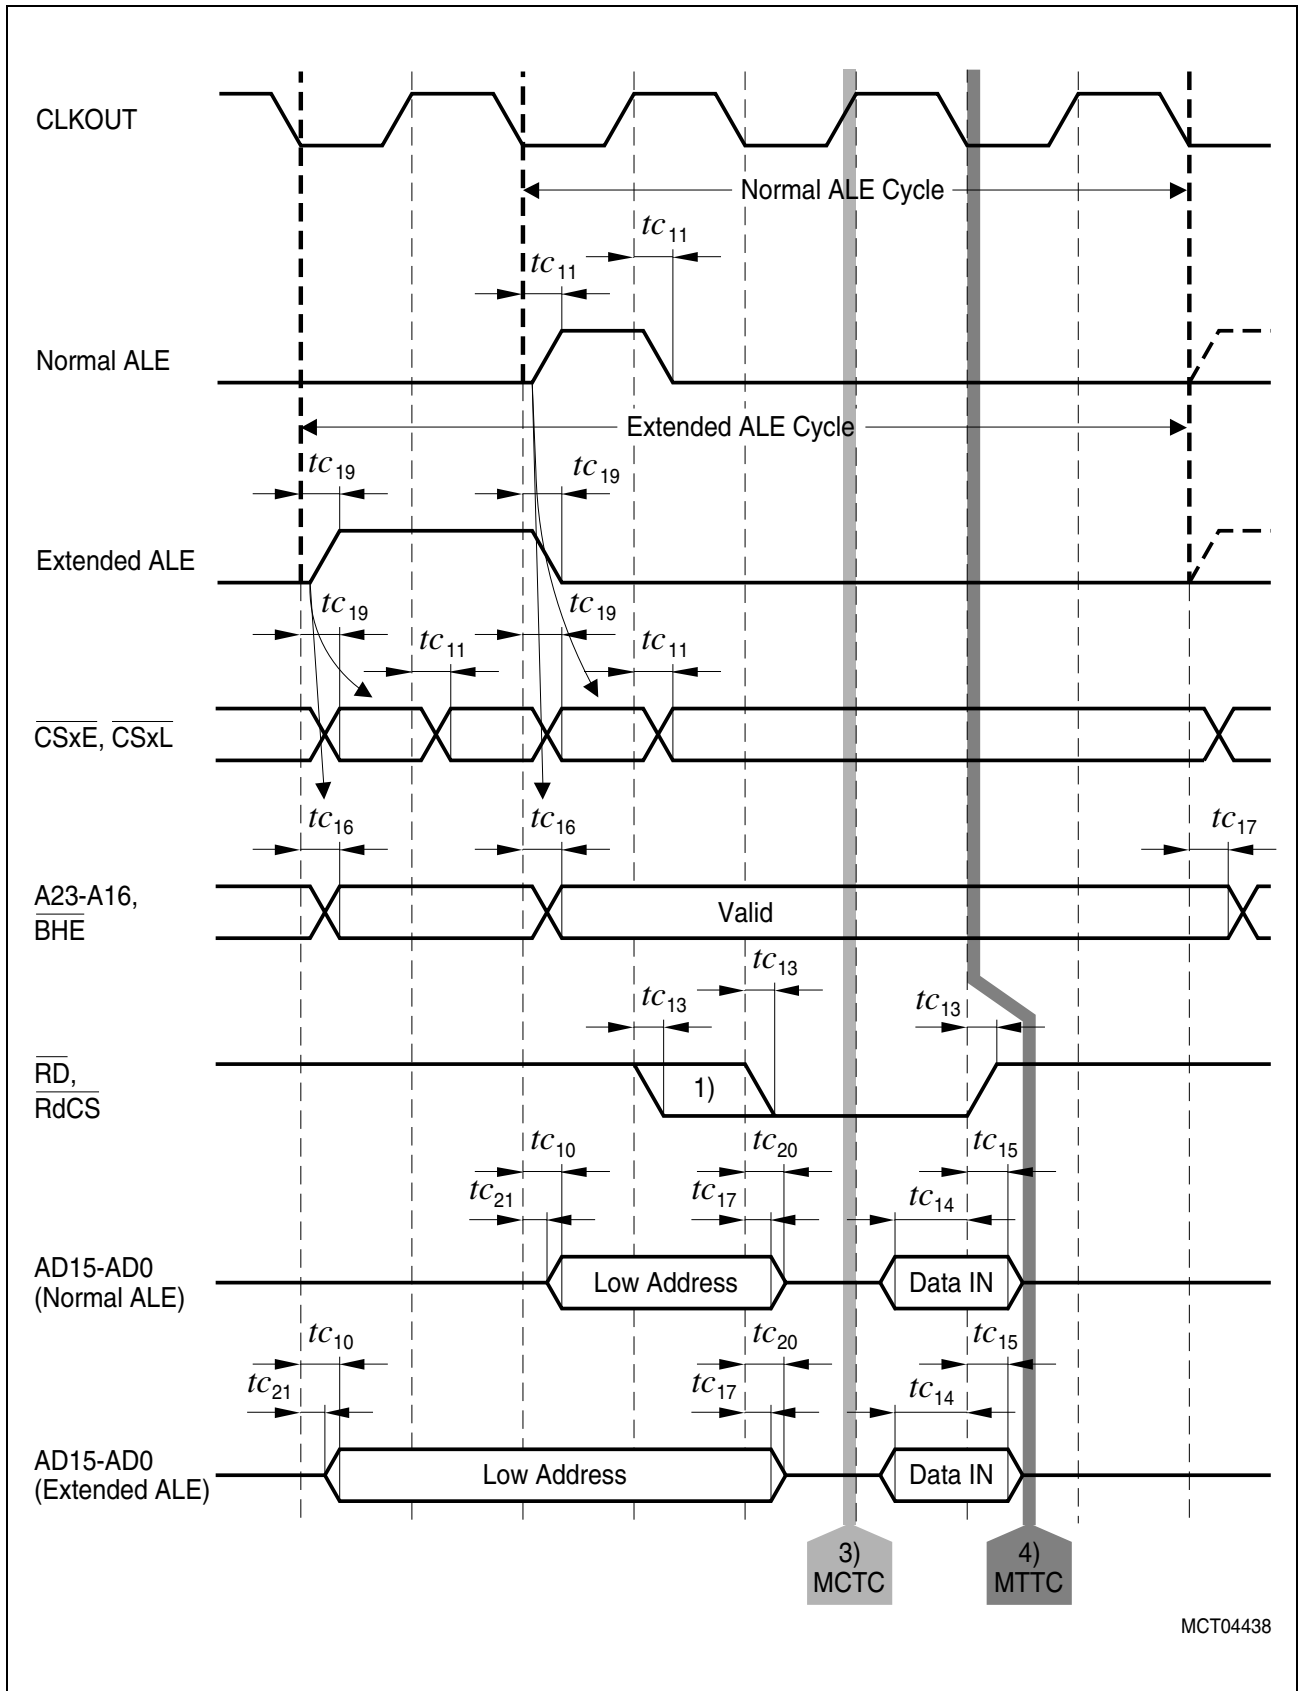 CLKOUT
Normal ALE Cycle
tc11
tc11
Normal ALE
Extended ALE Cycle
tc19
tc19
Extended ALE
tc19
tc19
tc11
tc11
CSxE, CSxL
tc16
tc16
tc17
A23-A16,
BHE
Valid
tc13
tc13
tc13
RD,
RdCS
1)
tc10
tc20
tc15
tc21
tc17
tc14
AD15-AD0
(Normal ALE)
Low Address
Data IN
tc10
tc20
tc15
tc21
tc17
tc14
AD15-AD0
(Extended ALE)
Low Address
Data IN
3)
MCTC
4)
MTTC
MCT04438